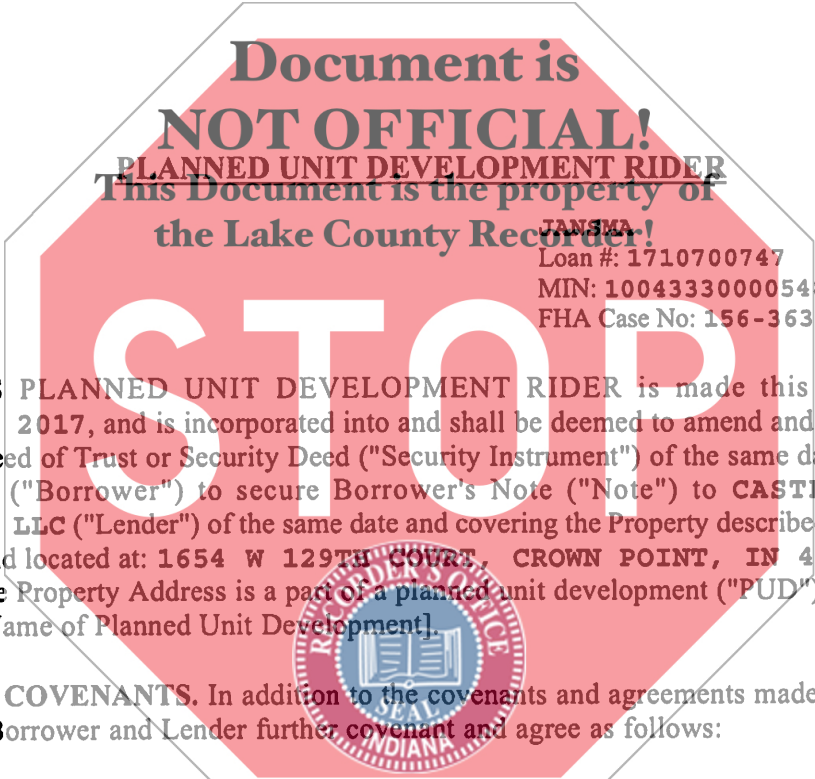 Document is
NOT OFFICIAL!
PLANNED UNIT DEVELOPMENT RIDER
This Document is the property of
the Lake County Recorder!
JANSMA
Loan #: 1710700747
MIN: 10043330000054
FHA Case No: 156-363
STOP
PLANNED UNIT DEVELOPMENT RIDER is made this
2017, and is incorporated into and shall be deemed to amend and
eed of Trust or Security Deed ("Security Instrument") of the same da
("Borrower") to secure Borrower's Note ("Note") to CASTL
LLC ("Lender") of the same date and covering the Property describe
d located at: 1654 W 129TH COURT, CROWN POINT, IN 4
e Property Address is a part of a planned unit development ("PUD")
Name of Planned Unit Development].
COVENANTS. In addition to the covenants and agreements made
Borrower and Lender further covenant and agree as follows:
RECORDER'S OFFICE
SEAL
INDIANA